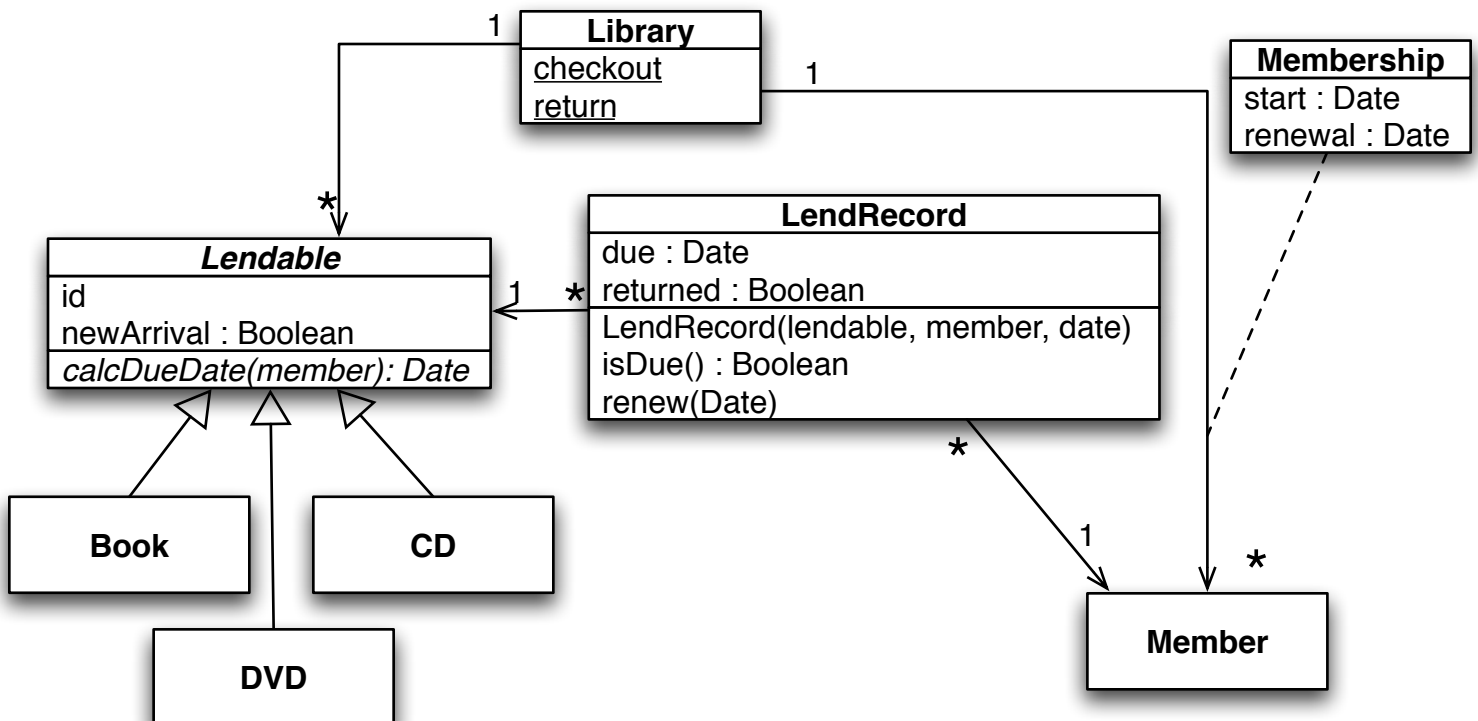 1
Library
checkout
return
1
Membership
start : Date
renewal : Date
*
Lendable
id
newArrival : Boolean
calcDueDate(member): Date
1
*
LendRecord
due : Date
returned : Boolean
LendRecord(lendable, member, date)
isDue() : Boolean
renew(Date)
*
1
*
Book
CD
DVD
Member